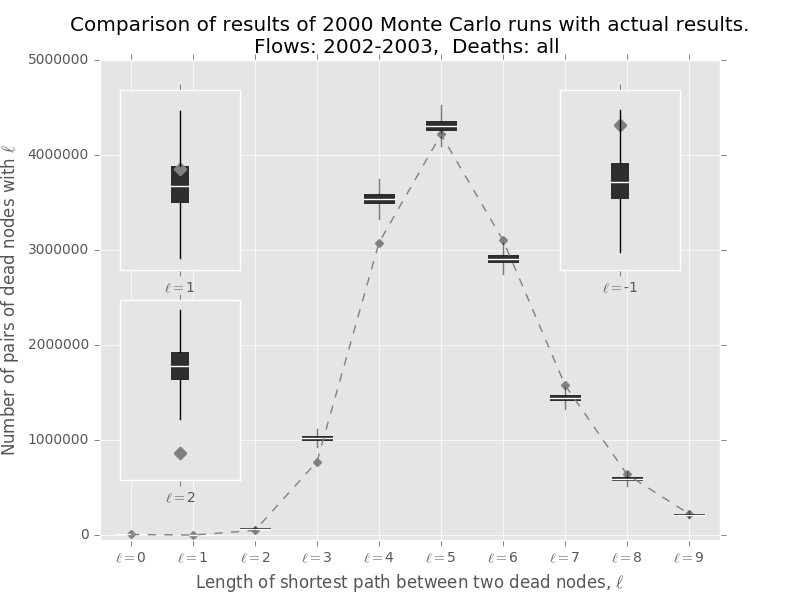 Comparison of results of 2000 Monte Carlo runs with actual results.
Flows: 2002-2003,  Deaths: all
Number of pairs of dead nodes with ℓ
5000000
4000000
3000000
2000000
1000000
0
ℓ=1
ℓ=2
ℓ=-1
ℓ=0
ℓ=1
ℓ=2
ℓ=3
ℓ=4
ℓ=5
ℓ=6
ℓ=7
ℓ=8
ℓ=9
Length of shortest path between two dead nodes, ℓ